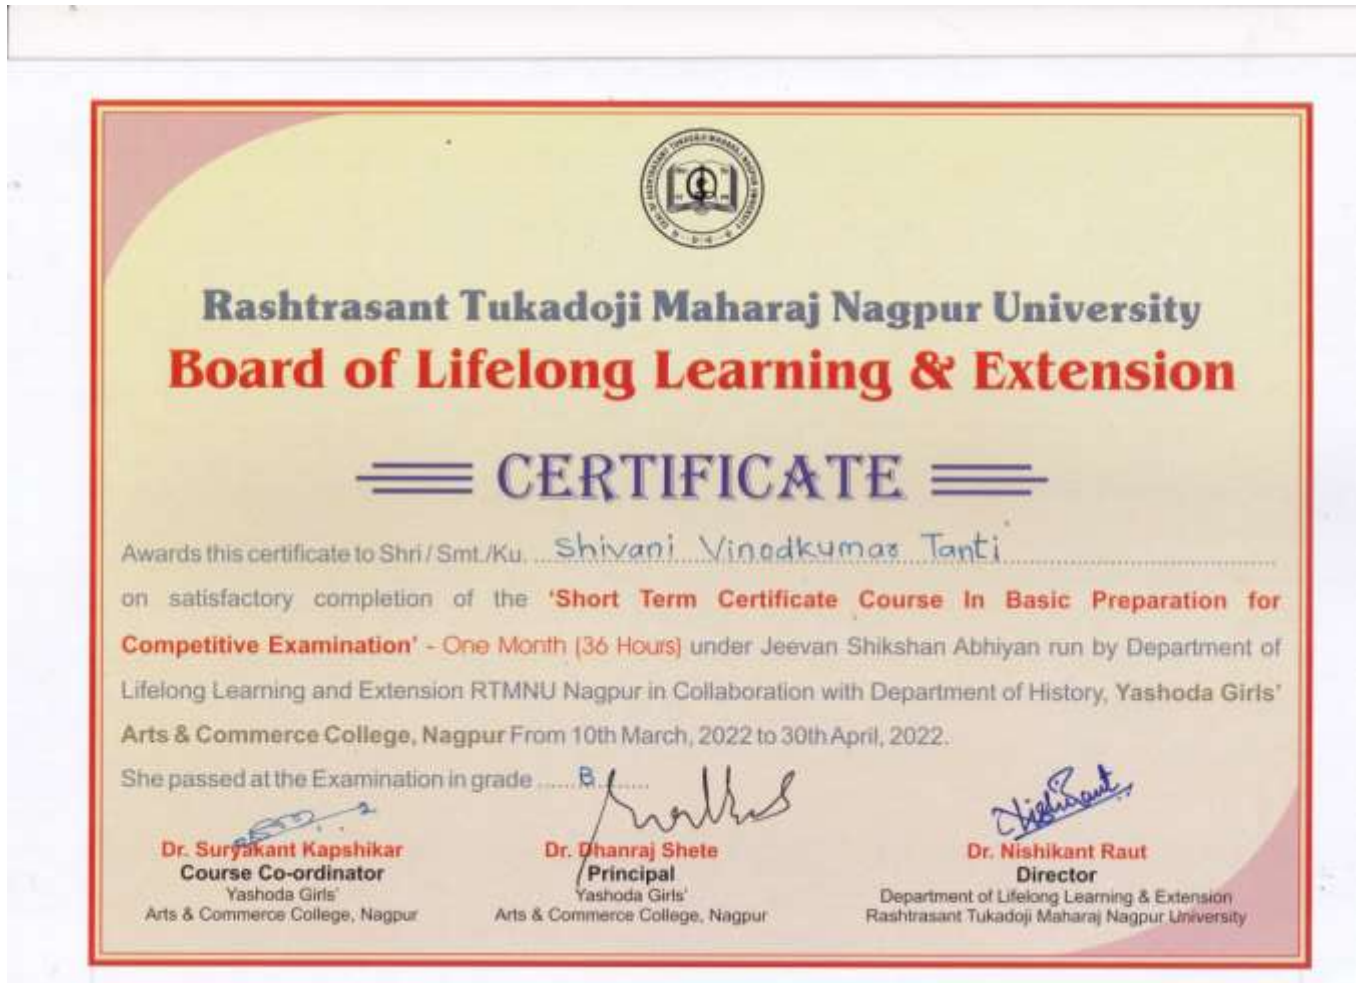 Rashtrasant Tukadoji Maharaj Nagpur University
Board of Lifelong Learning & Extension
CERTIFICATE
Awards this certificate to Shri / Smt./Ku. ... Shivani Vinodkumar Tanti
on satisfactory completion of the 'Short Term Certificate Course In Basic Preparation for
Competitive Examination' - One Month (36 Hours) under Jeevan Shikshan Abhiyan run by Department of
Lifelong Learning and Extension RTMNU Nagpur in Collaboration with Department of History, Yashoda Girls'
Arts & Commerce College, Nagpur From 10th March, 2022 to 30th April, 2022.
She passed at the Examination in grade ...... B ......
Dr. Suryakant Kapshikar
Course Co-ordinator
Yashoda Girls'
Arts & Commerce College, Nagpur
Dr. Dhanraj Shete
Principal
Yashoda Girls'
Arts & Commerce College, Nagpur
Dr. Nishikant Raut
Director
Department of Lifelong Learning & Extension
Rashtrasant Tukadoji Maharaj Nagpur University